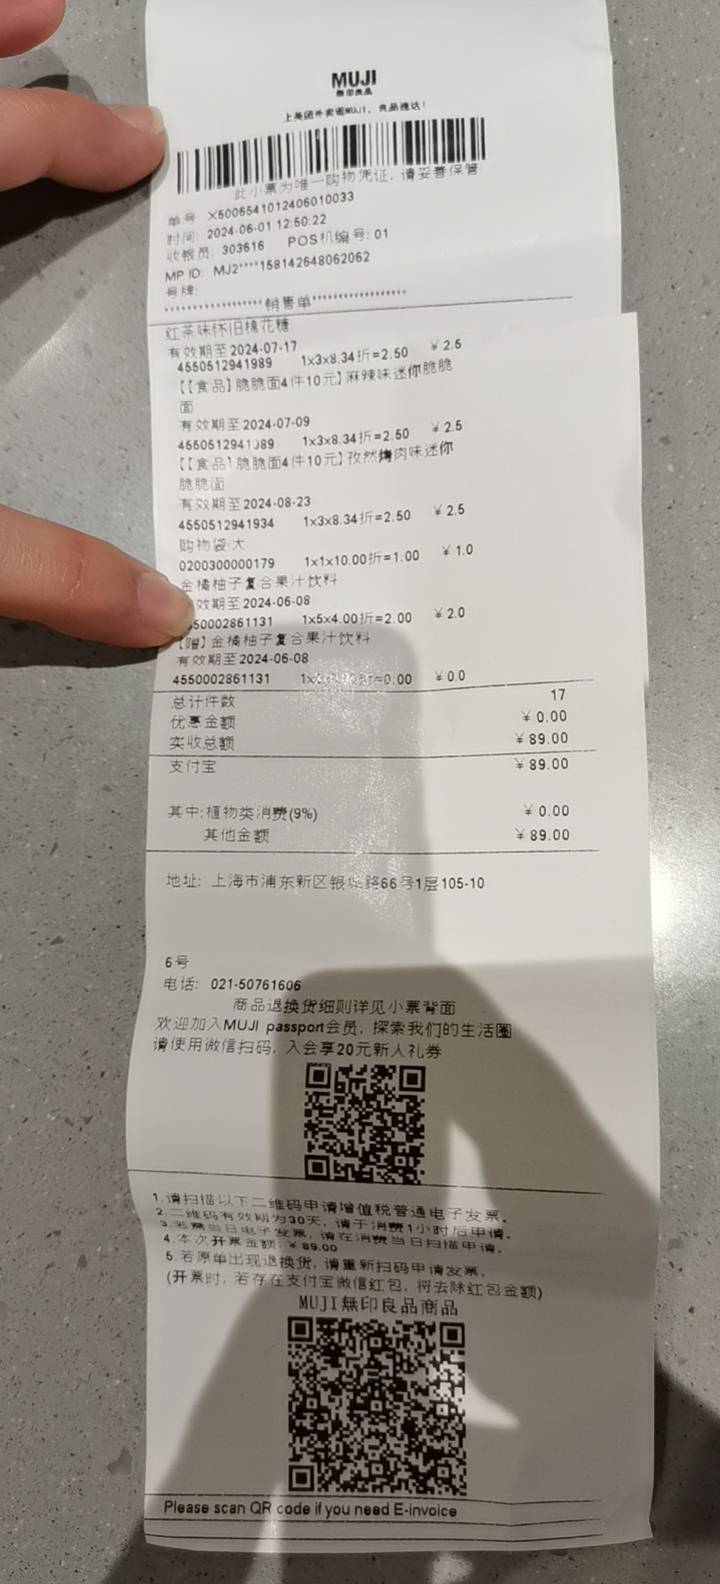 MUJI
無印良品
上美团外卖逛MUJI，良品速达！
此小票为唯一购物凭证，请妥善保管
单号 X5006541012406010033
时间: 2024-06-01 12:50:22
收银员: 303616 POS机编号: 01
MP ID: MJ2****158142648062062
号牌:
******************销售单*****************
红茶味怀旧棉花糖
有效期至2024-07-17
4550512941989 1x3x8.34折=2.50 ￥2.5
【【食品】脆脆面4件10元】麻辣味迷你脆脆
面
有效期至2024-07-09
4550512941989 1x3x8.34折=2.50 ￥2.5
【【食品】脆脆面4件10元】孜然烤肉味迷你
脆脆面
有效期至2024-08-23
4550512941934 1x3x8.34折=2.50 ￥2.5
购物袋·大
0200300000179 1x1x10.00折=1.00 ￥1.0
金橘柚子复合果汁饮料
效期至2024-06-08
50002861131 1x5x4.00折=2.00 ￥2.0
【赠】金橘柚子复合果汁饮料
有效期至2024-06-08
4550002861131 折=0.00 ￥0.0
总计件数 17
优惠金额 ￥0.00
实收总额 ￥89.00
支付宝 ￥89.00
其中:植物类消费(9%) ￥0.00
其他金额 ￥89.00
地址: 上海市浦东新区银城路66号1层105-10
6号
电话: 021-50761606
商品退换货细则详见小票背面
欢迎加入MUJI passport会员，探索我们的生活圈
请使用微信扫码，入会享20元新人礼券
1.请扫描以下二维码申请增值税普通电子发票。
2.二维码有效期为30天，请于消费1小时后申请。
3.若需当日电子发票，请在消费当日扫描申请。
4.本次开票金额:￥89.00
5.若原单出现退换货，请重新扫码申请发票。
(开票时，若存在支付宝微信红包，将去除红包金额)
MUJI無印良品商品
Please scan QR code if you need E-invoice